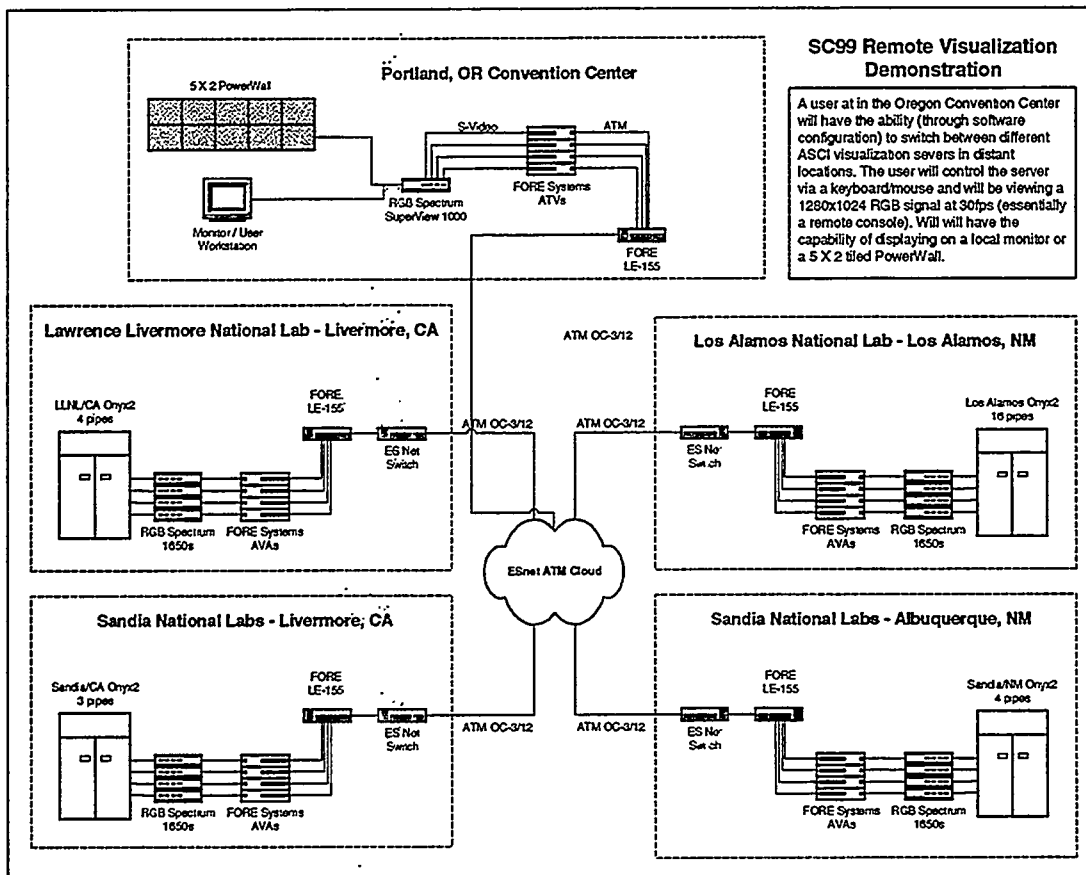 SC99 Remote Visualization
Demonstration
A user at in the Oregon Convention Center
will have the ability (through software
configuration) to switch between different
ASCI visualization severs in distant
locations. The user will control the server
via a keyboard/mouse and will be viewing a
1280x1024 RGB signal at 30fps (essentially
a remote console). Will will have the
capability of displaying on a local monitor or
a 5 X 2 tiled PowerWall.
Portland, OR Convention Center
5 X 2 PowerWall
S-Video
ATM
FORE Systems
ATVs
RGB Spectrum
SuperView 1000
Monitor / User
Workstation
FORE
LE-155
Lawrence Livermore National Lab - Livermore, CA
LLNL/CA Onyx2
4 pipes
FORE
LE-155
ES Net
Switch
RGB Spectrum
1650s
FORE Systems
AVAs
ATM OC-3/12
ATM OC-3/12
ATM OC-3/12
Los Alamos National Lab - Los Alamos, NM
FORE
LE-155
Los Alamos Onyx2
16 pipes
ES Net
Switch
FORE Systems
AVAs
RGB Spectrum
1650s
ESnet ATM Cloud
Sandia National Labs - Livermore, CA
Sandia/CA Onyx2
3 pipes
FORE
LE-155
ES Net
Switch
RGB Spectrum
1650s
FORE Systems
AVAs
ATM OC-3/12
ATM OC-3/12
Sandia National Labs - Albuquerque, NM
FORE
LE-155
Sandia/NM Onyx2
4 pipes
ES Net
Switch
FORE Systems
AVAs
RGB Spectrum
1650s